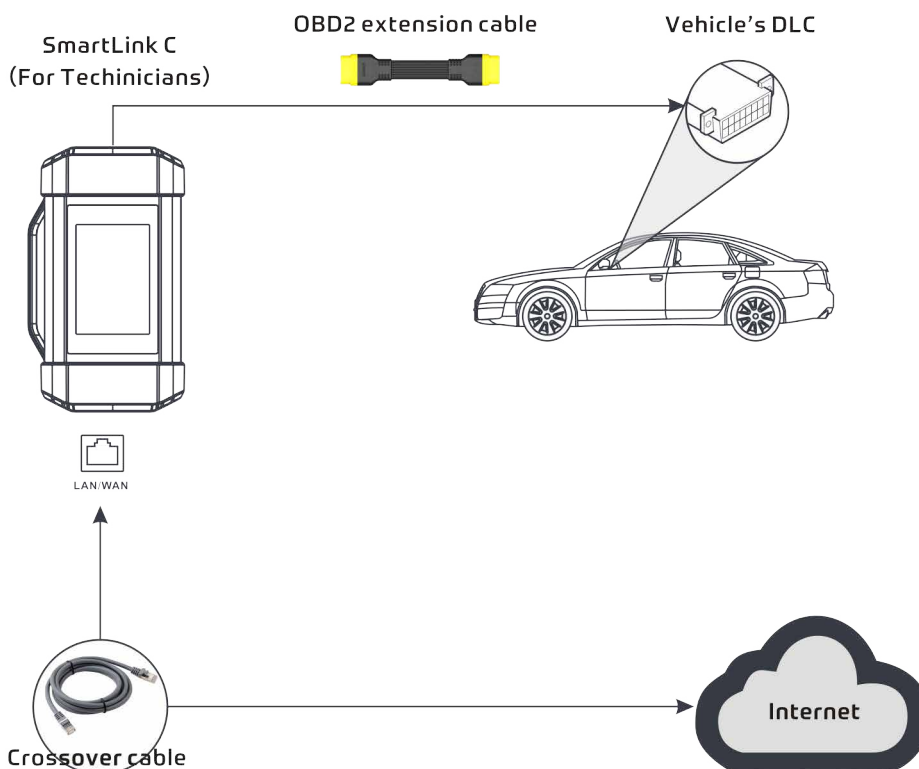 OBD2 extension cable
Vehicle's DLC
SmartLink C
(For Techinicians)
LAN/WAN
Internet
Crossover cable